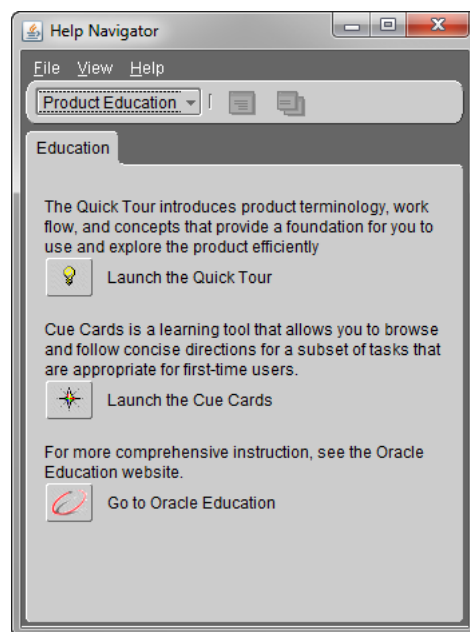 Help Navigator
File View Help
Product Education
Education
The Quick Tour introduces product terminology, work
flow, and concepts that provide a foundation for you to
use and explore the product efficiently
Launch the Quick Tour
Cue Cards is a learning tool that allows you to browse
and follow concise directions for a subset of tasks that
are appropriate for first-time users.
Launch the Cue Cards
For more comprehensive instruction, see the Oracle
Education website.
Go to Oracle Education